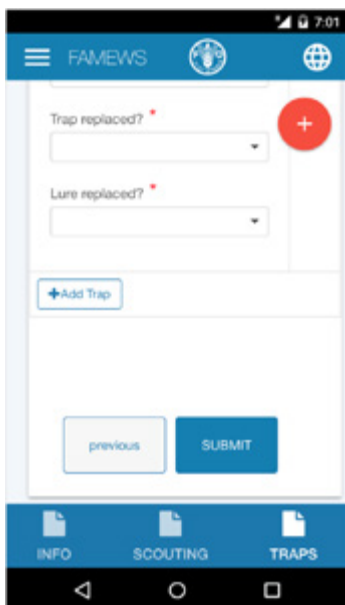 7:01
FAMEWS
Trap replaced? *
+
Lure replaced? *
+Add Trap
previous
SUBMIT
INFO
SCOUTING
TRAPS